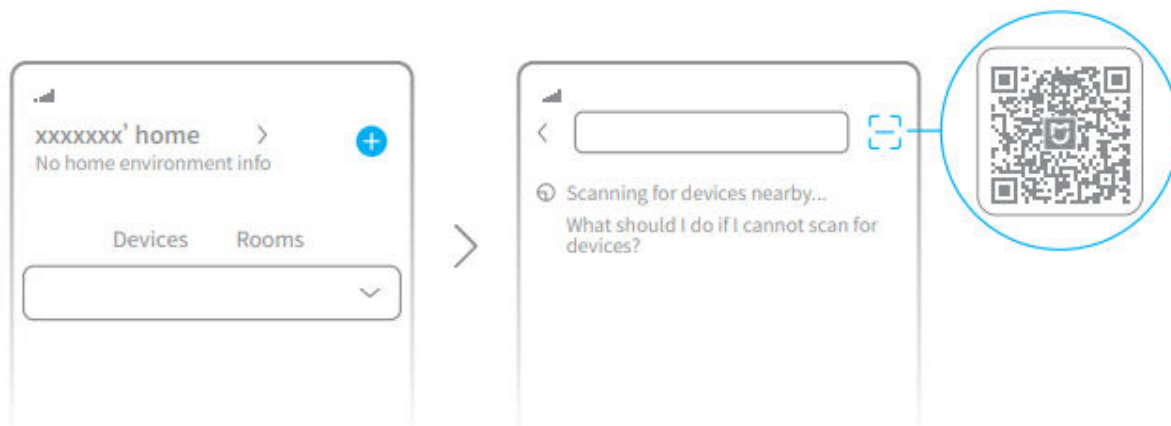 xxxxxxx’ home
No home environment info
Devices Rooms
Scanning for devices nearby...
What should I do if I cannot scan for
devices?